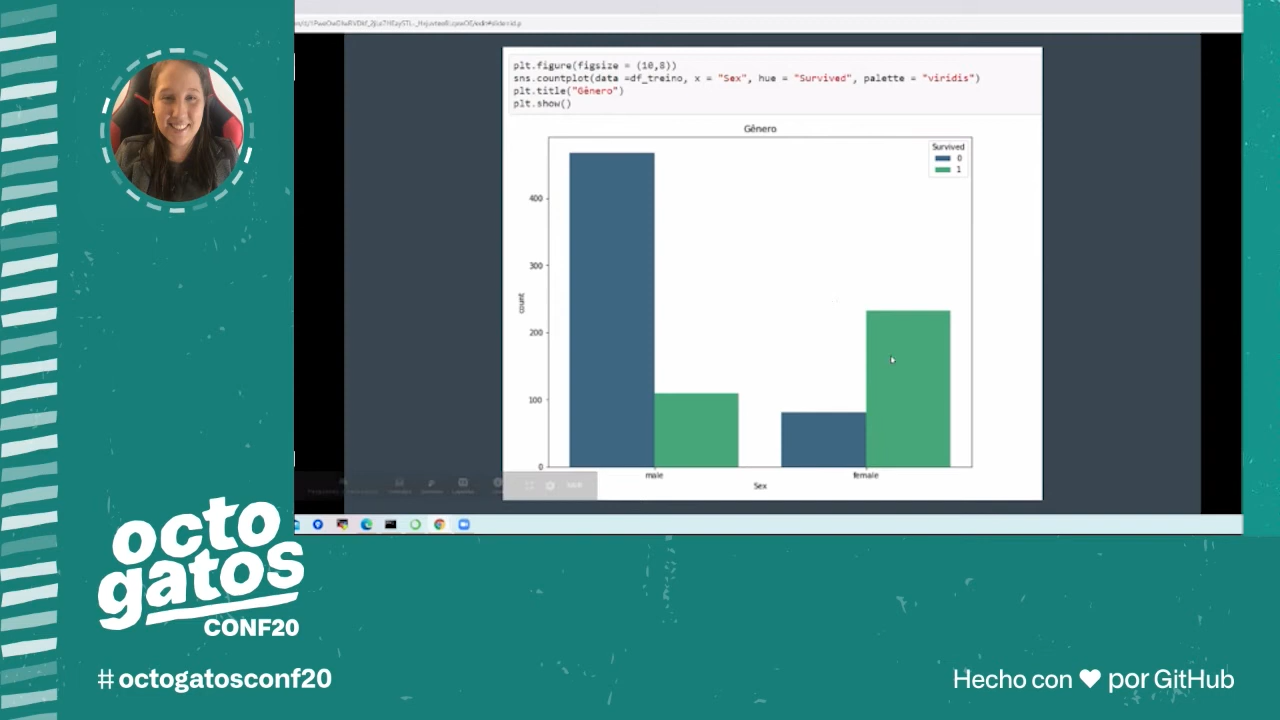 plt.figure(figsize = (10,8))
sns.countplot(data =df_treino, x = "Sex", hue = "Survived", palette = "viridis")
plt.title("Gênero")
plt.show()
Gênero
Survived
0
1
400
300
200
100
0
count
male
female
Sex
octo
gatos
CONF20
#octogatosconf20
Hecho con ♥ por GitHub